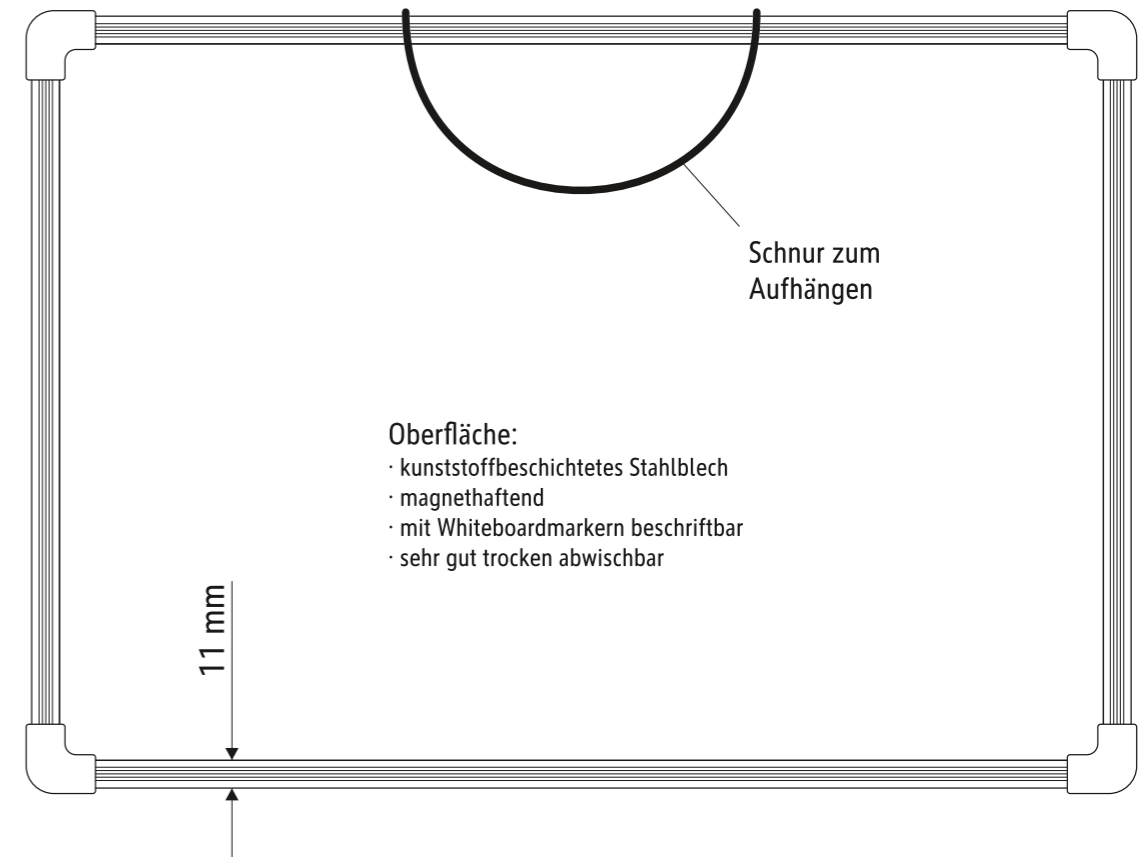 Schnur zum
Aufhängen
Oberfläche:
· kunststoffbeschichtetes Stahlblech
· magnethaftend
· mit Whiteboardmarkern beschriftbar
· sehr gut trocken abwischbar
11 mm